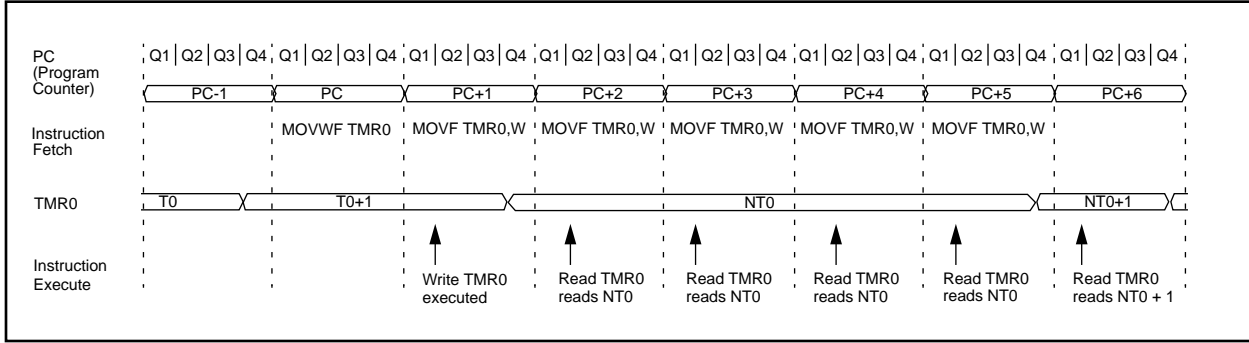 PC
(Program
Counter)
Q1 Q2 Q3 Q4 Q1 Q2 Q3 Q4 Q1 Q2 Q3 Q4 Q1 Q2 Q3 Q4 Q1 Q2 Q3 Q4 Q1 Q2 Q3 Q4 Q1 Q2 Q3 Q4 Q1 Q2 Q3 Q4
PC-1 PC PC+1 PC+2 PC+3 PC+4 PC+5 PC+6
Instruction
Fetch
MOVWF TMR0 MOVF TMR0,W MOVF TMR0,W MOVF TMR0,W MOVF TMR0,W MOVF TMR0,W
TMR0
T0 T0+1 NT0 NT0+1
Instruction
Execute
Write TMR0
executed
Read TMR0
reads NT0
Read TMR0
reads NT0
Read TMR0
reads NT0
Read TMR0
reads NT0
Read TMR0
reads NT0 + 1